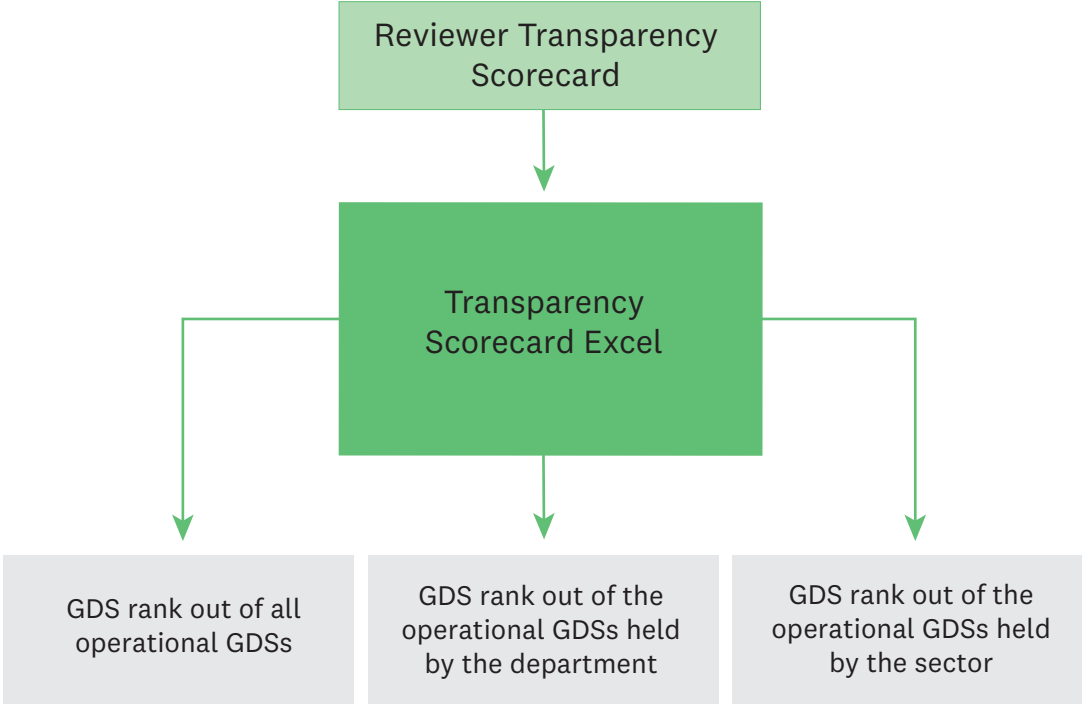 Reviewer Transparency
Scorecard
Transparency
Scorecard Excel
GDS rank out of all
operational GDSs
GDS rank out of the
operational GDSs held
by the department
GDS rank out of the
operational GDSs held
by the sector